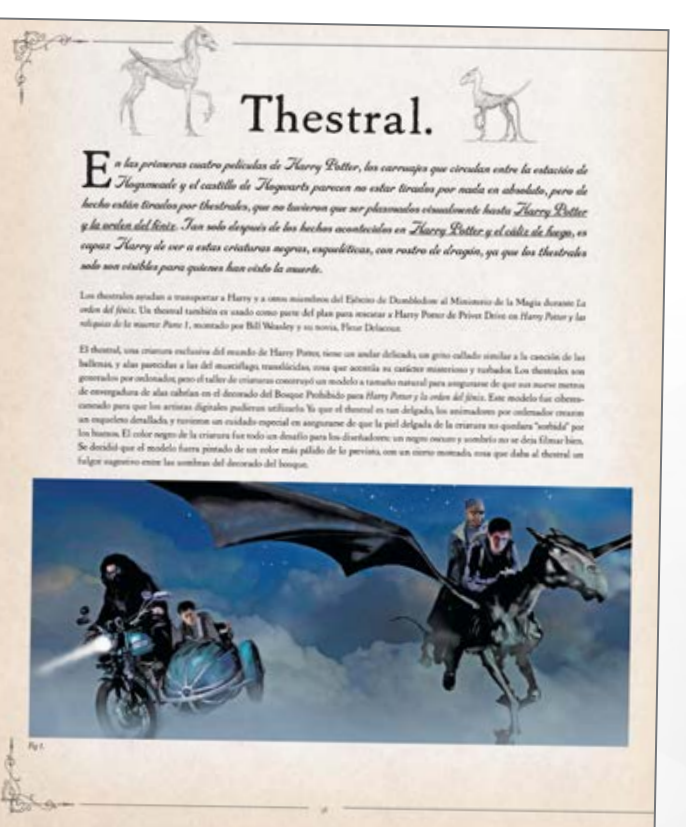 Thestral.
En las primeras cuatro películas de Harry Potter, los carruajes que circulan entre la estación de
Hogsmeade y el castillo de Hogwarts parecen no estar tirados por nada en absoluto, pero de
hecho están tirados por thestrales, que no tuvieron que ser plasmados visualmente hasta Harry Potter
y la orden del fénix. Tan solo después de los hechos acontecidos en Harry Potter y el cáliz de fuego, es
capaz Harry de ver a estas criaturas negras, esqueléticas, con rostro de dragón, ya que los thestrales
solo son visibles para quienes han visto la muerte.
Los thestrales ayudan a transportar a Harry y a otros miembros del Ejército de Dumbledore al Ministerio de la Magia durante La
orden del fénix. Un thestral también es usado como parte del plan para rescatar a Harry Potter de Privet Drive en Harry Potter y las
reliquias de la muerte: Parte 1, montado por Bill Weasley y su novia, Fleur Delacour.
El thestral, una criatura exclusiva del mundo de Harry Potter, tiene un andar delicado, un grito callado similar a la canción de las
ballenas, y alas parecidas a las del murciélago, translúcidas, cosa que acentúa su carácter misterioso y turbador. Los thestrales son
generados por ordenador, pero el taller de criaturas construyó un modelo a tamaño natural para asegurarse de que sus nueve metros
de envergadura de alas cabrían en el decorado del Bosque Prohibido para Harry Potter y la orden del fénix. Este modelo fue ciberes-
caneado para que los artistas digitales pudieran utilizarlo. Ya que el thestral es tan delgado, los animadores por ordenador crearon
un esqueleto detallado, y tuvieron un cuidado especial en asegurarse de que la piel delgada de la criatura no quedara "sorbida" por
los huesos. El color negro de la criatura fue todo un desafío para los diseñadores: un negro oscuro y sombrío no se deja filmar bien.
Se decidió que el modelo fuera pintado de un color más pálido de lo previsto, con un cierto moteado, cosa que daba al thestral un
fulgor sugestivo entre las sombras del decorado del bosque.
Fig 1.